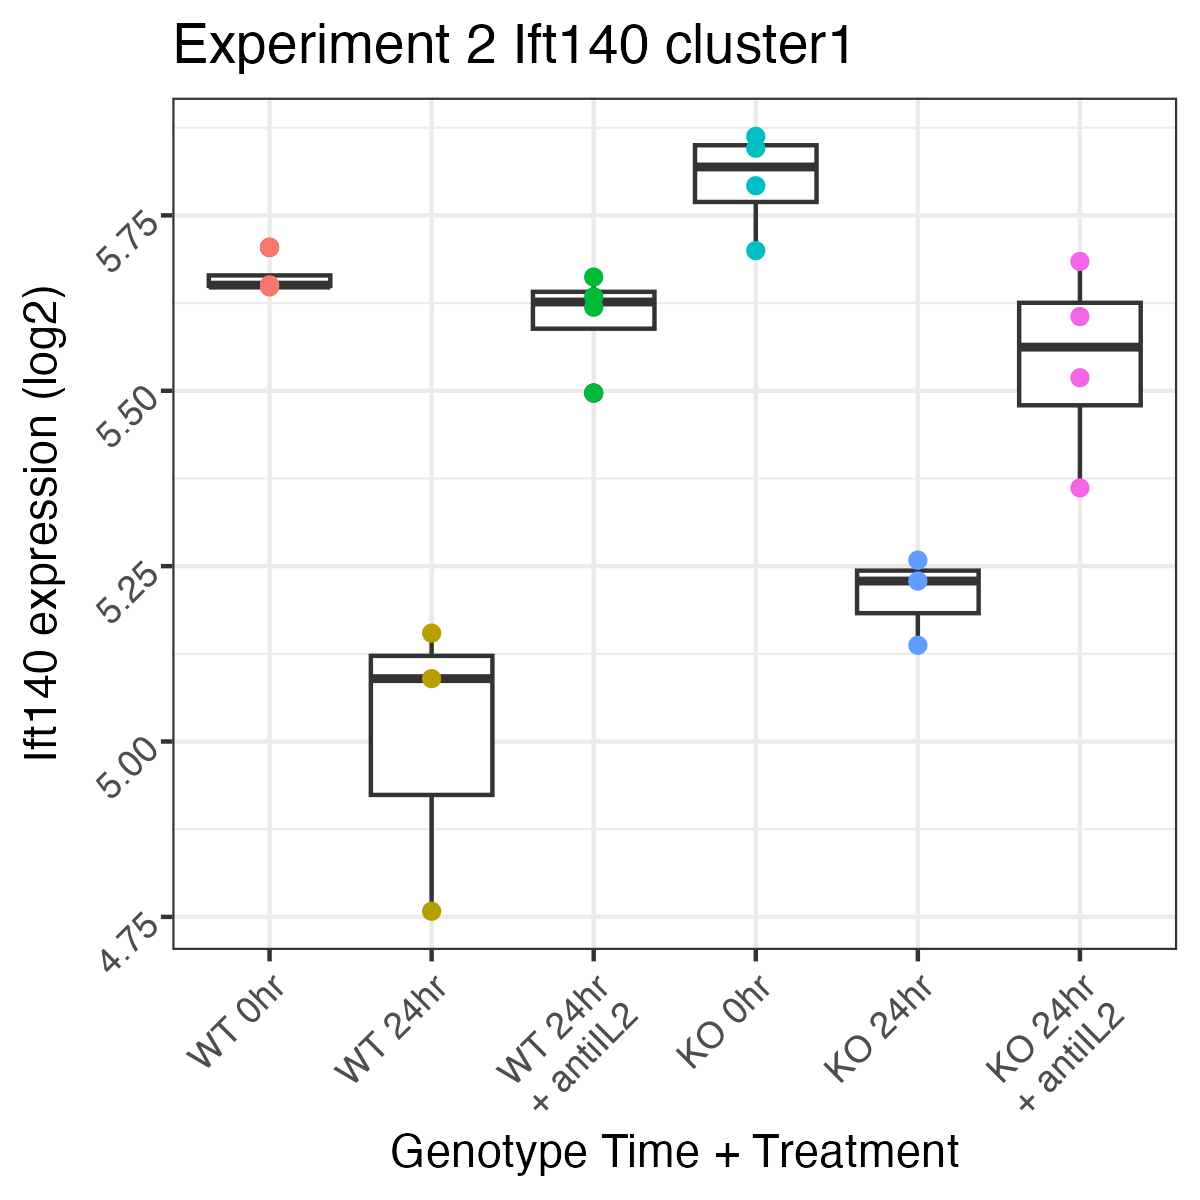 Experiment 2 Ift140 cluster1
Ift140 expression (log2)
5.75
5.50
5.25
5.00
4.75
WT 0hr
WT 24hr
WT 24hr
+ antiIL2
KO 0hr
KO 24hr
KO 24hr
+ antiIL2
Genotype Time + Treatment